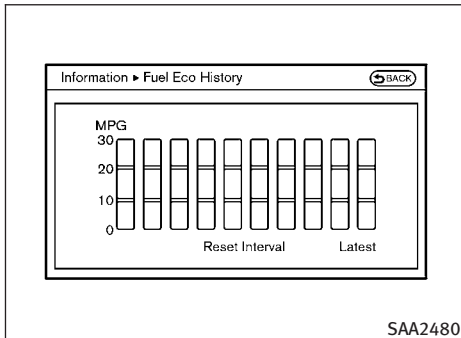 Information ▸ Fuel Eco History
BACK
MPG
30
20
10
0
Reset Interval Latest
SAA2480